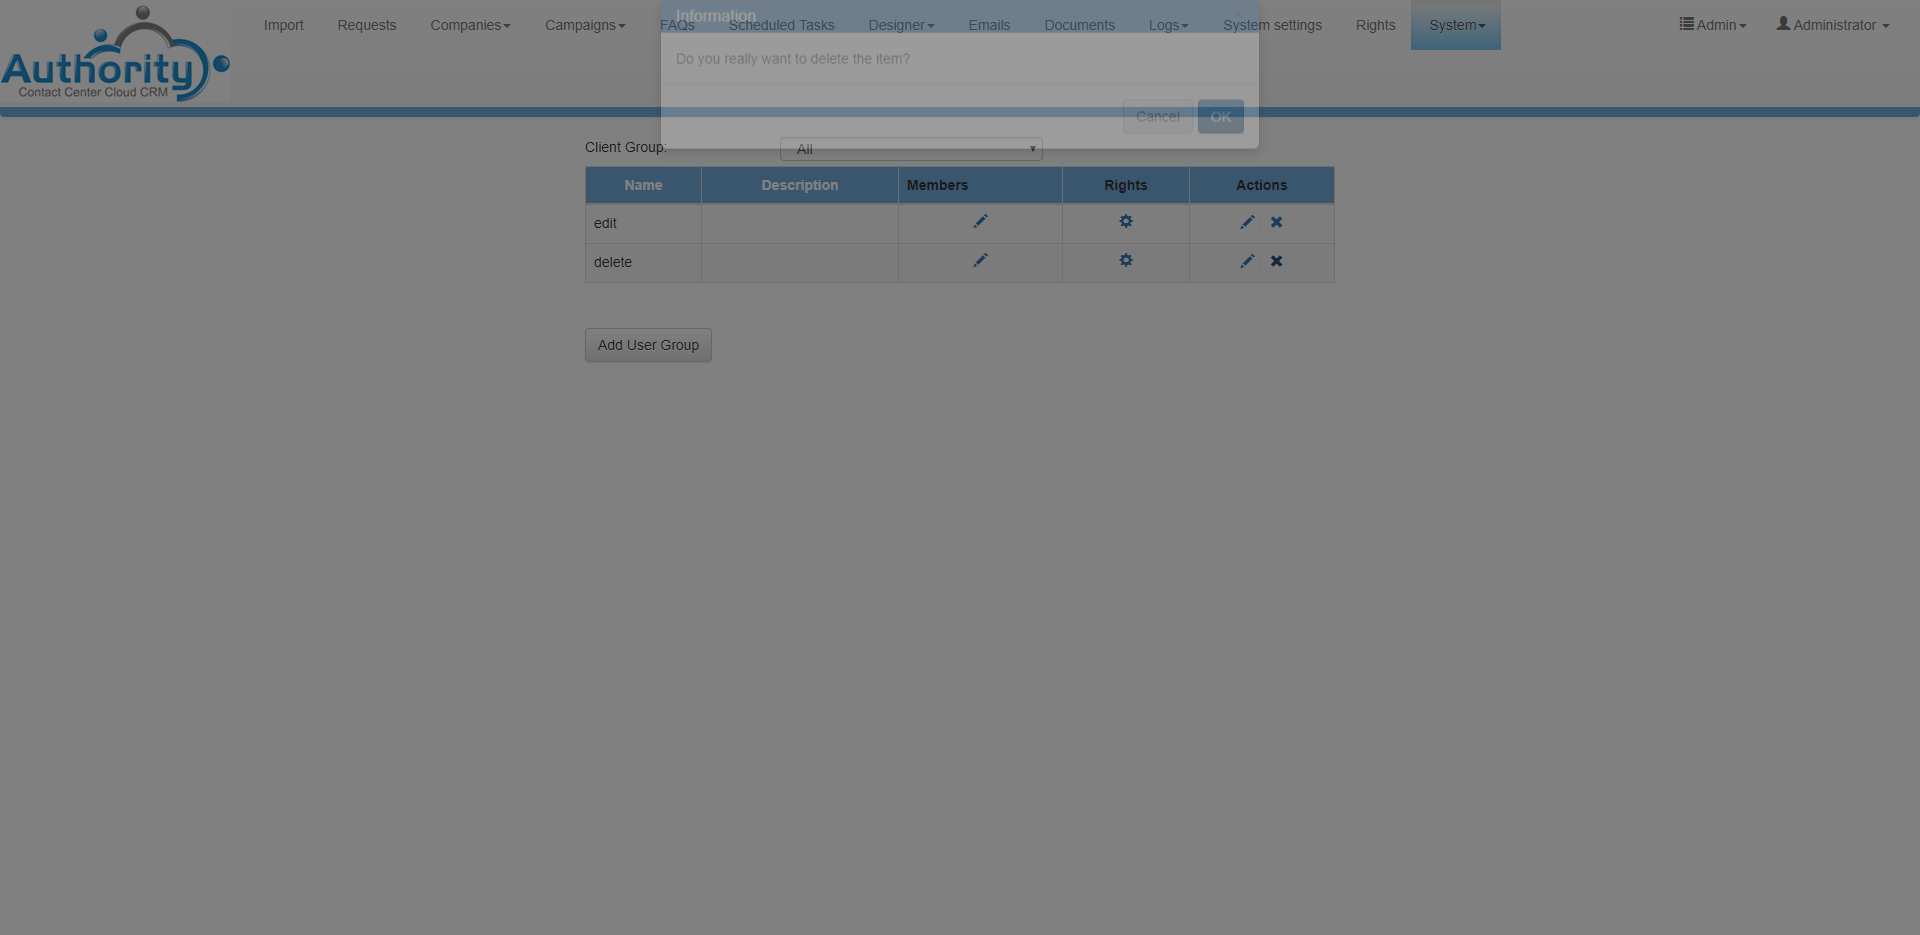 Import Requests Companies Campaigns FAQs Scheduled Tasks Designer Emails Documents Logs System settings Rights System Admin Administrator
Authority
Contact Center Cloud CRM
Information
Do you really want to delete the item?
Cancel OK
Client Group: All
Name Description Members Rights Actions
edit
delete
Add User Group